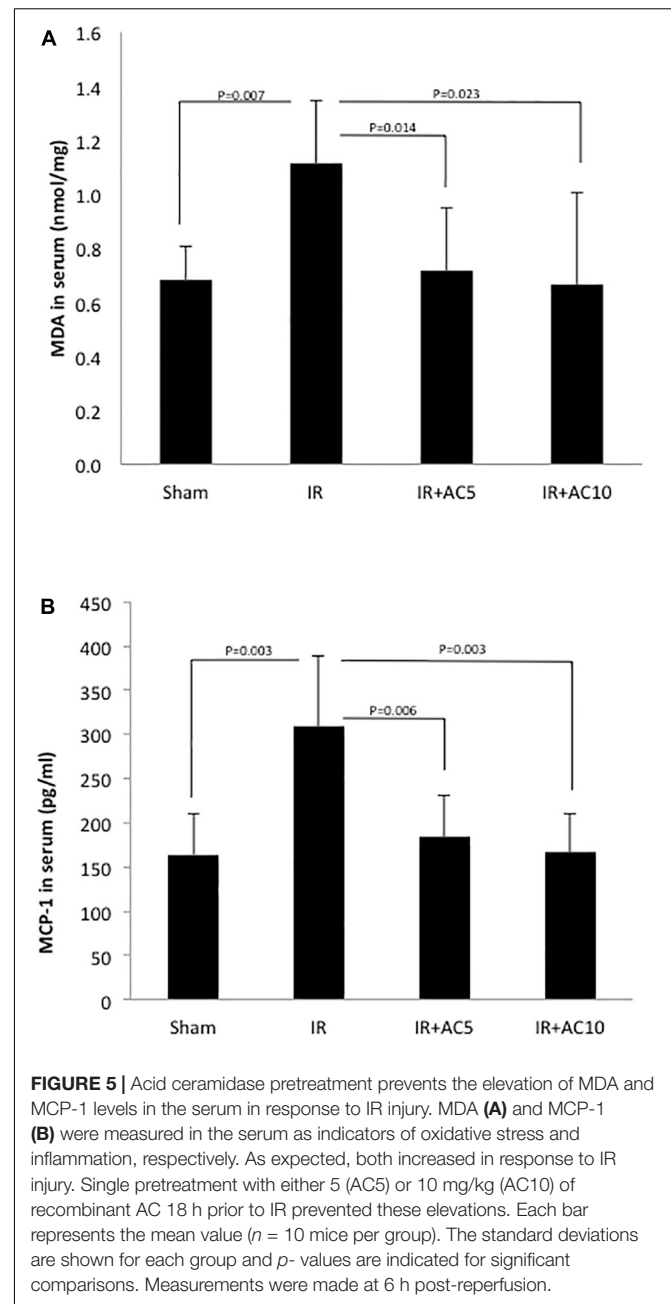 A
1.6
1.4
1.2
1.0
0.8
0.6
0.4
0.2
0.0
MDA in serum (nmol/mg)
P=0.007
P=0.023
P=0.014
Sham IR IR+AC5 IR+AC10
B
450
400
350
300
250
200
150
100
50
0
MCP-1 in serum (pg/ml)
P=0.003
P=0.003
P=0.006
Sham IR IR+AC5 IR+AC10
FIGURE 5 | Acid ceramidase pretreatment prevents the elevation of MDA and
MCP-1 levels in the serum in response to IR injury. MDA (A) and MCP-1
(B) were measured in the serum as indicators of oxidative stress and
inflammation, respectively. As expected, both increased in response to IR
injury. Single pretreatment with either 5 (AC5) or 10 mg/kg (AC10) of
recombinant AC 18 h prior to IR prevented these elevations. Each bar
represents the mean value (n = 10 mice per group). The standard deviations
are shown for each group and p- values are indicated for significant
comparisons. Measurements were made at 6 h post-reperfusion.